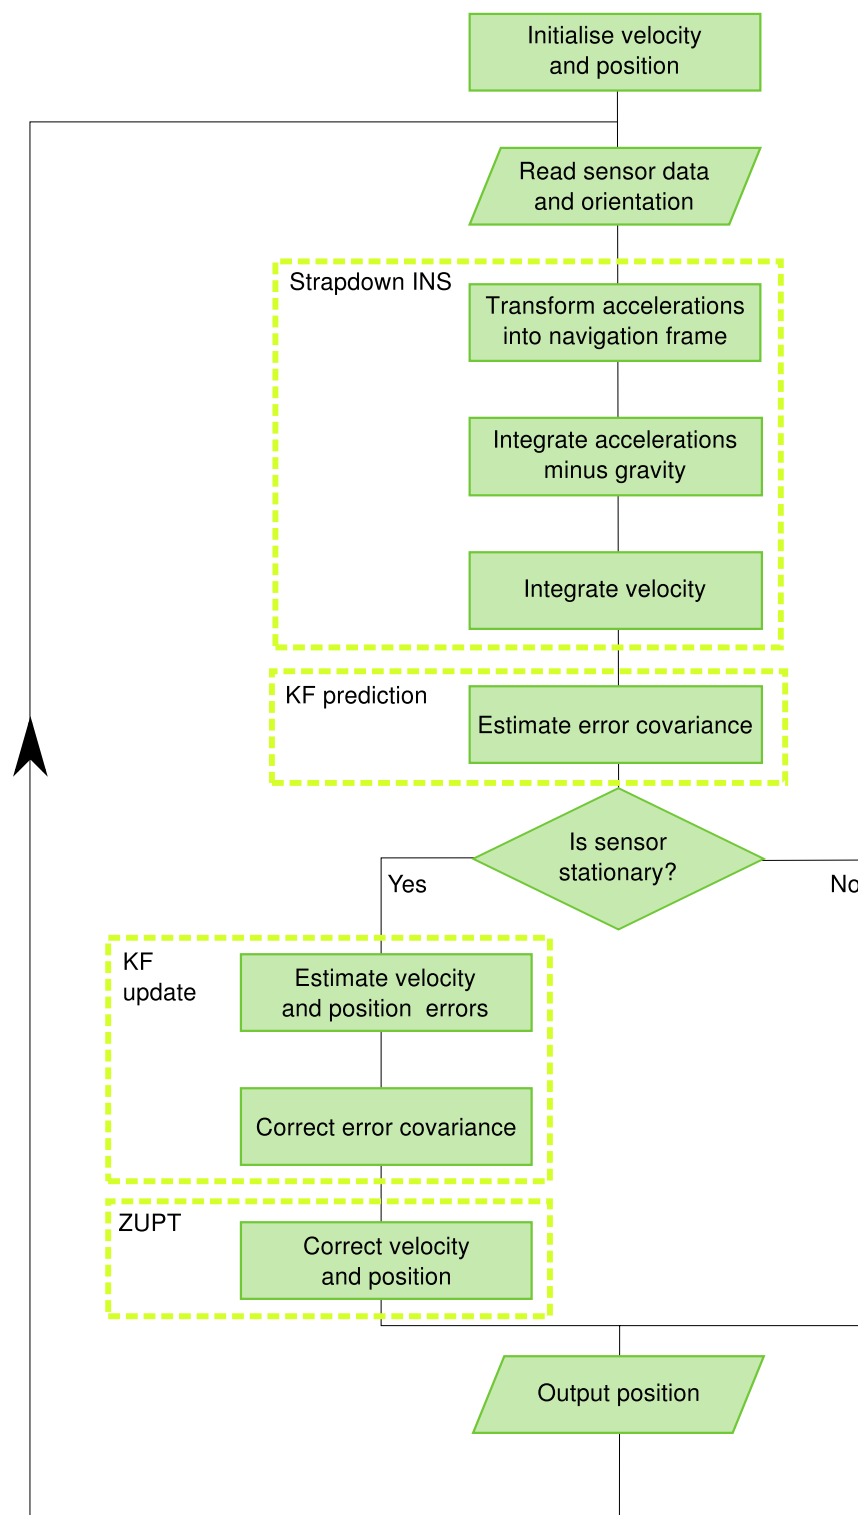 Initialise velocity
and position
Read sensor data
and orientation
Strapdown INS
Transform accelerations
into navigation frame
Integrate accelerations
minus gravity
Integrate velocity
KF prediction
Estimate error covariance
Is sensor
stationary?
Yes
No
KF
update
Estimate velocity
and position errors
Correct error covariance
ZUPT
Correct velocity
and position
Output position